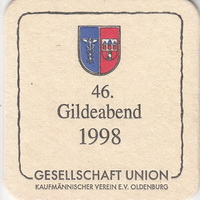 46.
Gildeabend
1998
GESELLSCHAFT UNION
KAUFMÄNNISCHER VEREIN E.V. OLDENBURG